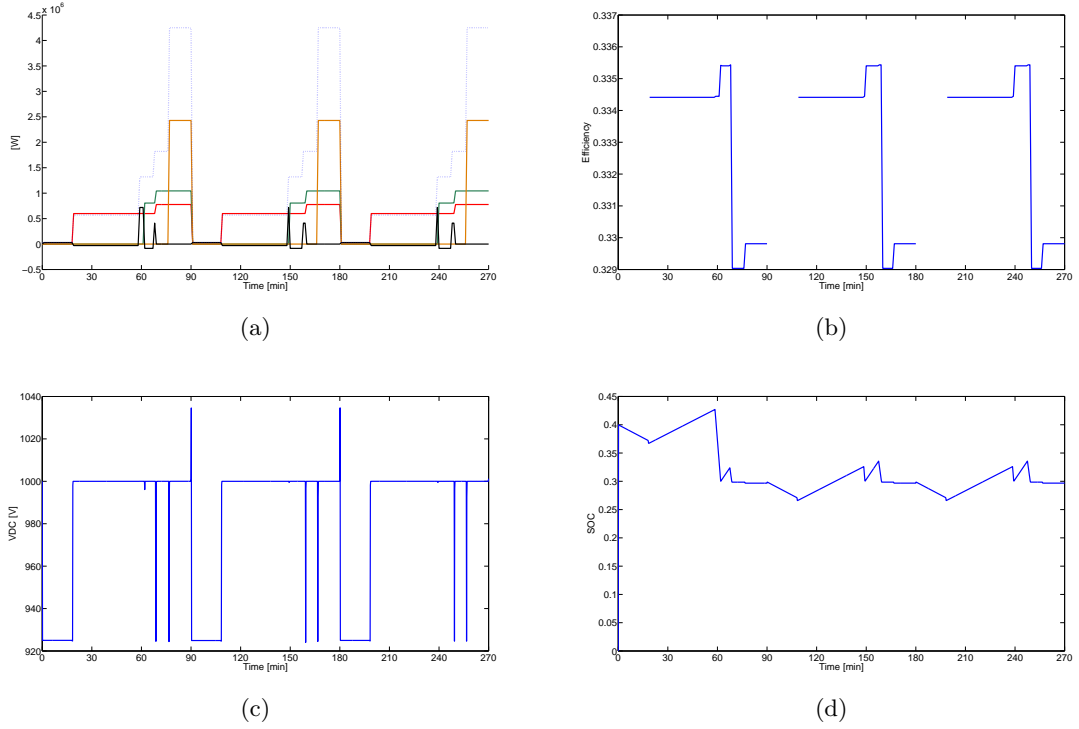 4.5 x 10⁶
4
3.5
3
2.5
2
1.5
1
0.5
0
−0.5
[W]
0 30 60 90 120 150 180 210 240 270
Time [min]
(a)
0.337
0.336
0.335
0.334
0.333
0.332
0.331
0.33
0.329
Efficiency
0 30 60 90 120 150 180 210 240 270
Time [min]
(b)
1040
1020
1000
980
960
940
920
VDC [V]
0 30 60 90 120 150 180 210 240 270
Time [min]
(c)
0.45
0.4
0.35
0.3
0.25
0.2
0.15
0.1
0.05
0
SOC
0 30 60 90 120 150 180 210 240 270
Time [min]
(d)